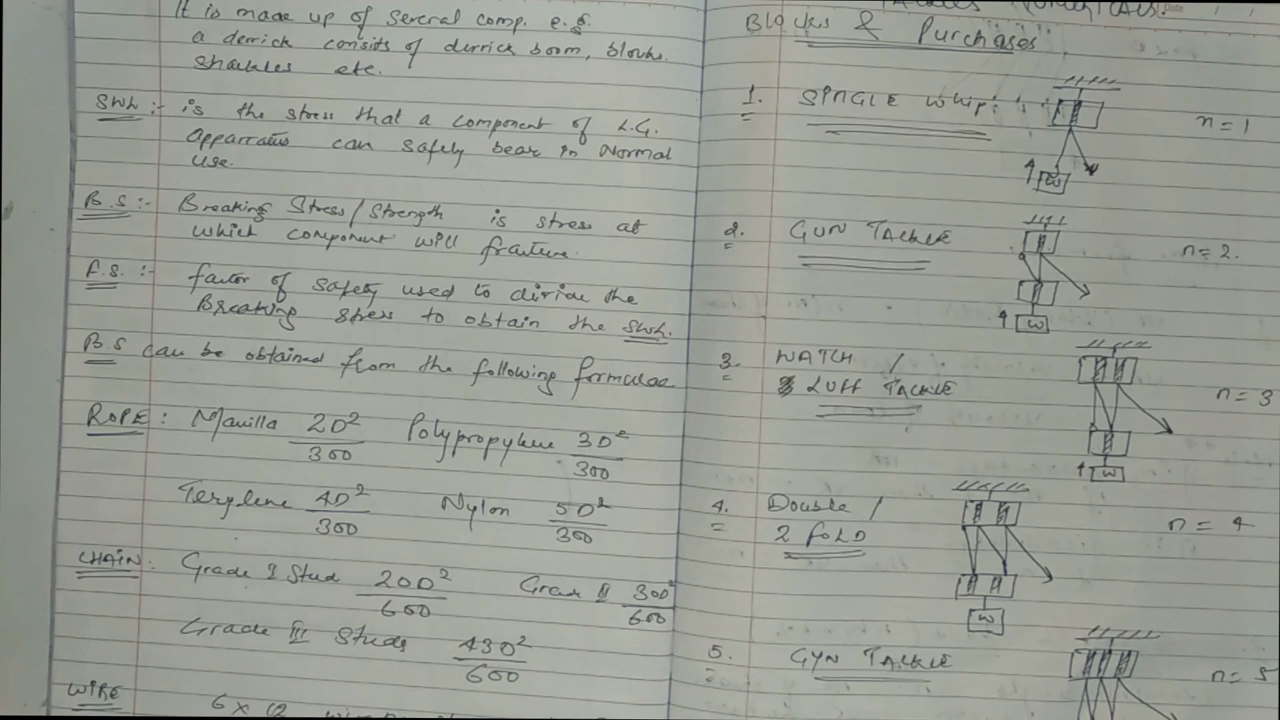 It is made up of several comp. e.g.
a derrick consits of derrick boom, blocks
shackles etc.
SWL :- is the stress that a component of L.G.
apparratus can safely bear in Normal
use.
B.S :- Breaking Stress/Strength is stress at
which component will fracture.
F.S. :- factor of safety used to divide the
Breaking stress to obtain the SWL.
B.S can be obtained from the following formulae
ROPE : Manilla 2D²/300 Polypropylene 3D²/300
Terylene 4D²/300 Nylon 5D²/300
CHAIN : Grade I Stud 20D²/600 Grade II 30D²/600
Grade III Studs 43D²/600
WIRE 6 x 12
Blocks & Purchases
1. SINGLE Whip: n = 1
W
2. GUN TACKLE n = 2.
W
3. WATCH /
LUFF TACKLE n = 3
W
4. Double /
2 FOLD n = 4
W
5. GYN TACKLE n = 5